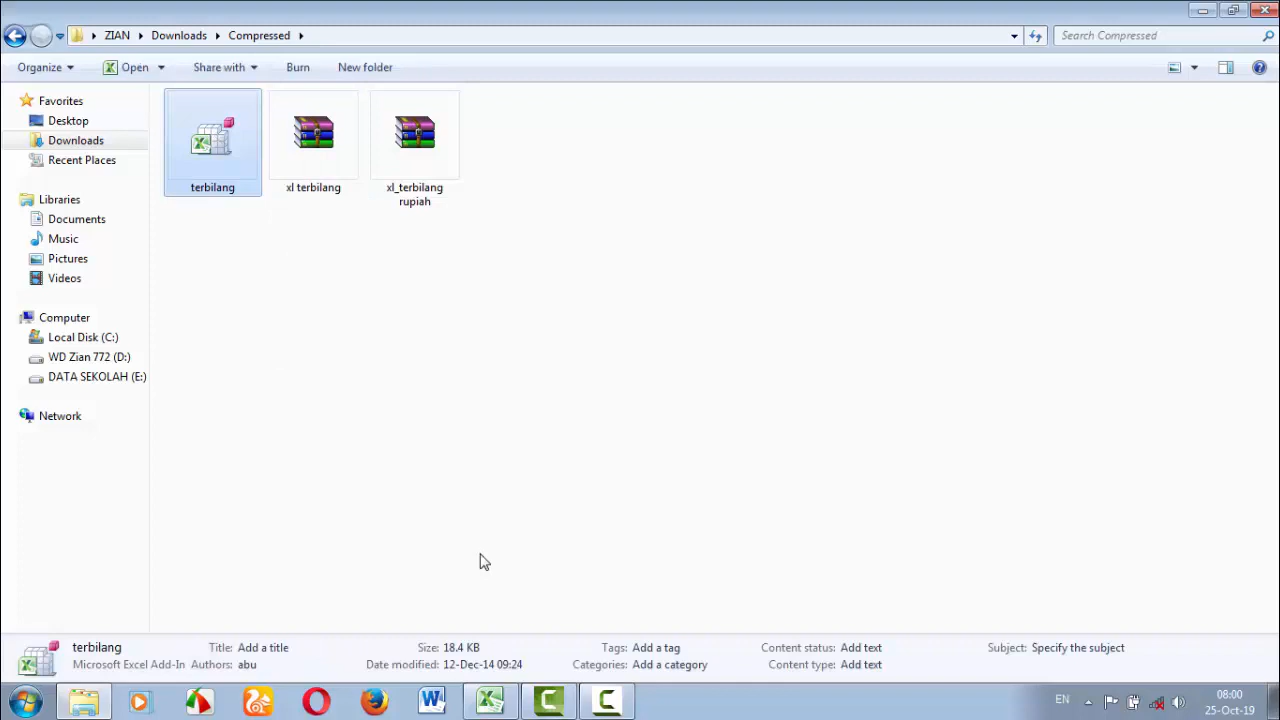 ZIAN
Downloads
Compressed
Search Compressed
Organize
Open
Share with
Burn
New folder
Favorites
Desktop
Downloads
Recent Places
Libraries
Documents
Music
Pictures
Videos
Computer
Local Disk (C:)
WD Zian 772 (D:)
DATA SEKOLAH (E:)
Network
terbilang
xl terbilang
xl_terbilang
rupiah
terbilang
Title: Add a title
Size: 18.4 KB
Tags: Add a tag
Content status: Add text
Subject: Specify the subject
Microsoft Excel Add-In
Authors: abu
Date modified: 12-Dec-14 09:24
Categories: Add a category
Content type: Add text
EN
08:00
25-Oct-19